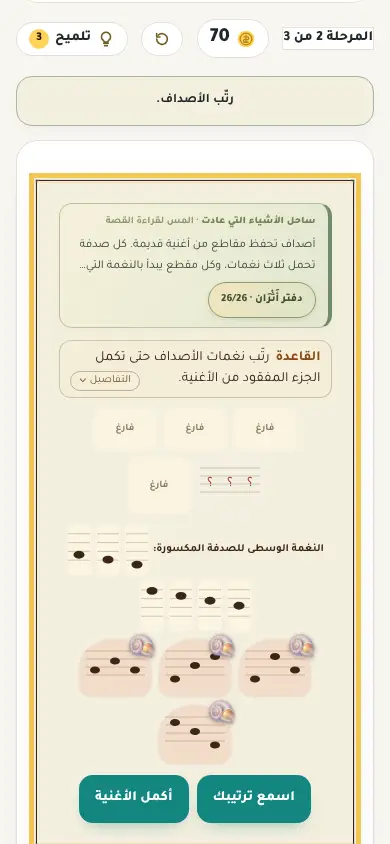 المرحلة 2 من 3
70
تلميح 3
رتّب الأصداف.
ساحل الأشياء التي عادت · المس لقراءة القصة
أصداف تحفظ مقاطع من أغنية قديمة. كل صدفة
تحمل ثلاث نغمات. وكل مقطع يبدأ بالنغمة التي...
دفتر أَثَرَان · 26/26
القاعدة رتّب نغمات الأصداف حتى تكمل
الجزء المفقود من الأغنية.
التفاصيل
فارغ
فارغ
فارغ
؟ ؟ ؟
فارغ
النغمة الوسطى للصدفة المكسورة:
اسمع ترتيبك
أكمل الأغنية